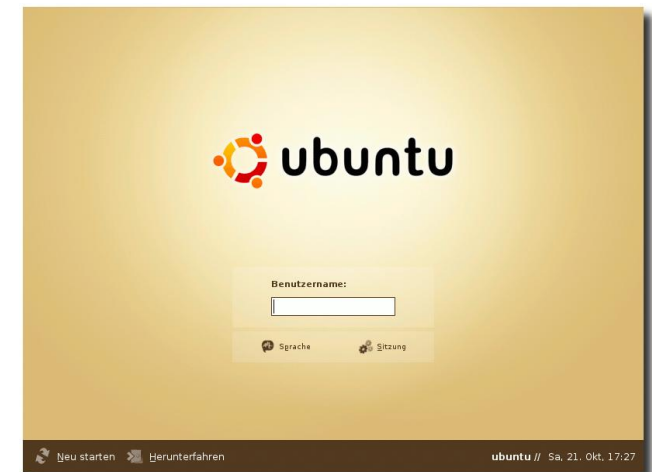 ubuntu
Benutzername:
Sprache Sitzung
Neu starten Herunterfahren ubuntu // Sa, 21. Okt, 17:27